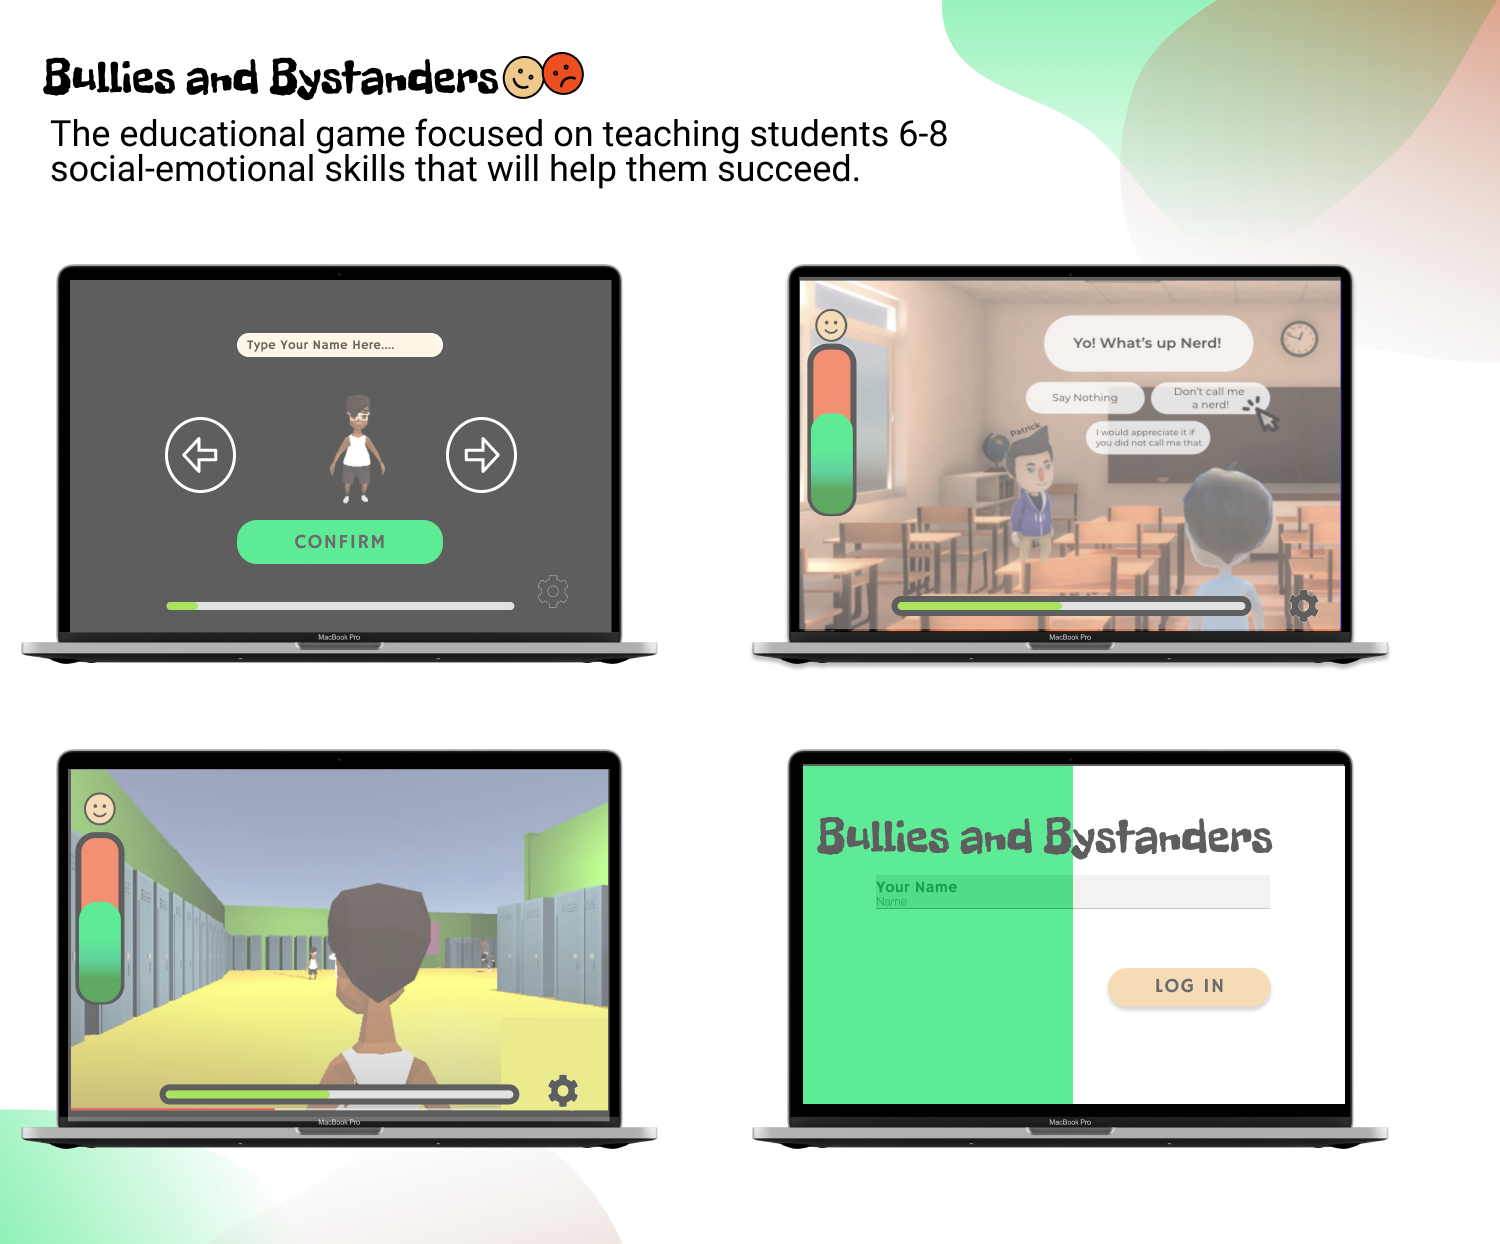 Bullies and Bystanders
The educational game focused on teaching students 6-8
social-emotional skills that will help them succeed.
Type Your Name Here....
CONFIRM
MacBook Pro
Yo! What's up Nerd!
Say Nothing
Don't call me
a nerd!
I would appreciate it if
you did not call me that.
Patrick
MacBook Pro
MacBook Pro
Bullies and Bystanders
Your Name
Name
LOG IN
MacBook Pro